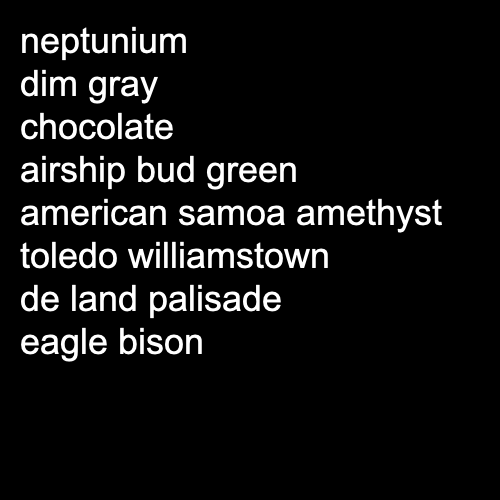 neptunium
dim gray
chocolate
airship bud green
american samoa amethyst
toledo williamstown
de land palisade
eagle bison